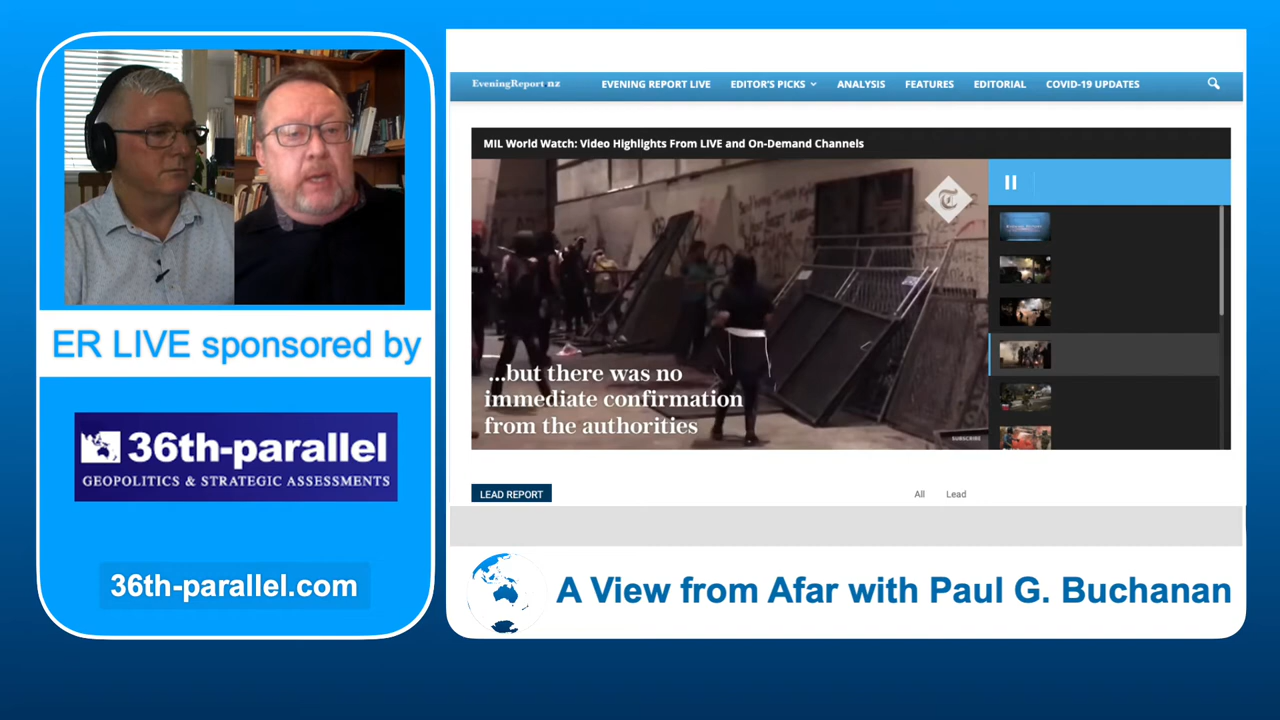 ER LIVE sponsored by
36th-parallel
GEOPOLITICS & STRATEGIC ASSESSMENTS
36th-parallel.com
EveningReport nz
EVENING REPORT LIVE EDITOR'S PICKS ANALYSIS FEATURES EDITORIAL COVID-19 UPDATES
MIL World Watch: Video Highlights From LIVE and On-Demand Channels
T
...but there was no
immediate confirmation
from the authorities
SUBSCRIBE
LEAD REPORT
All Lead
A View from Afar with Paul G. Buchanan